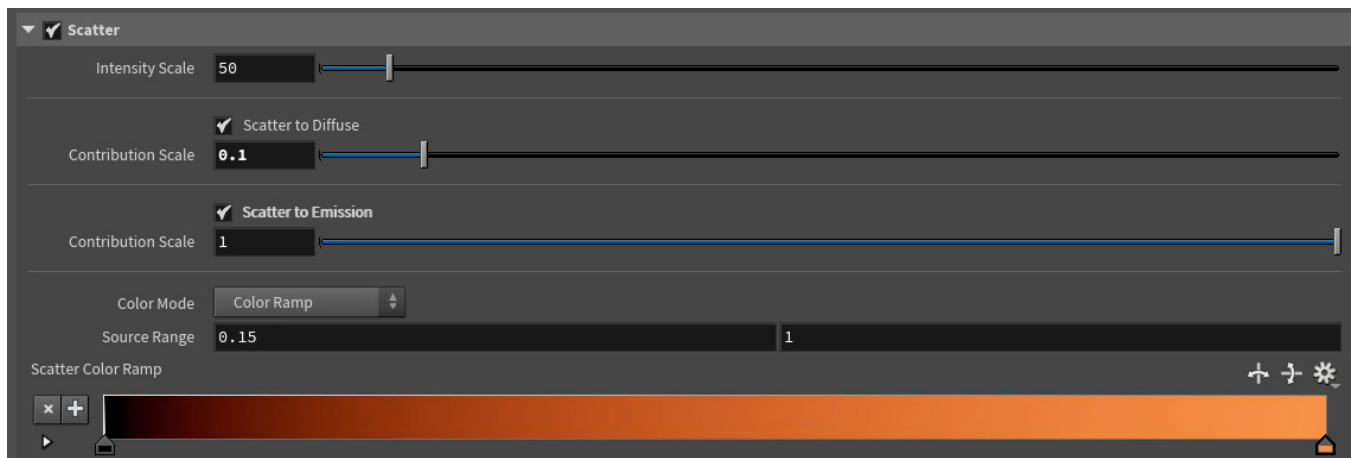 Scatter
Intensity Scale 50
Scatter to Diffuse
Contribution Scale 0.1
Scatter to Emission
Contribution Scale 1
Color Mode Color Ramp
Source Range 0.15 1
Scatter Color Ramp